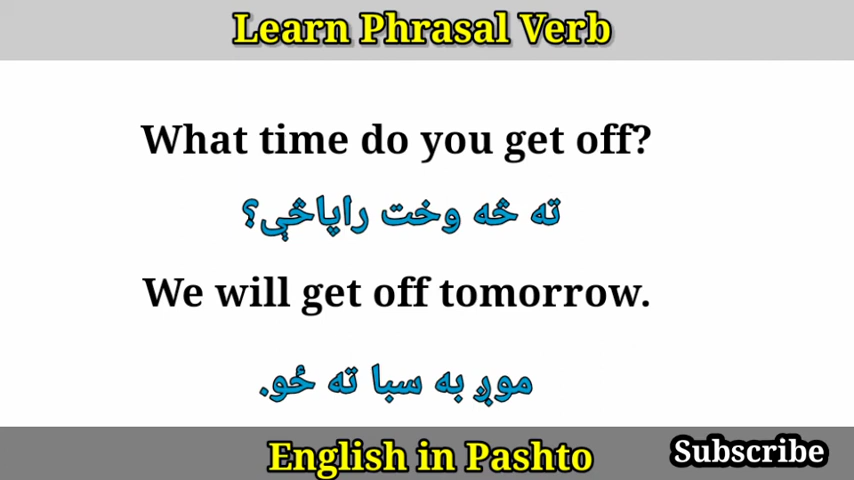 Learn Phrasal Verb
What time do you get off?
ته څه وخت راپاڅې؟
We will get off tomorrow.
موږ به سبا ته ځو.
English in Pashto
Subscribe